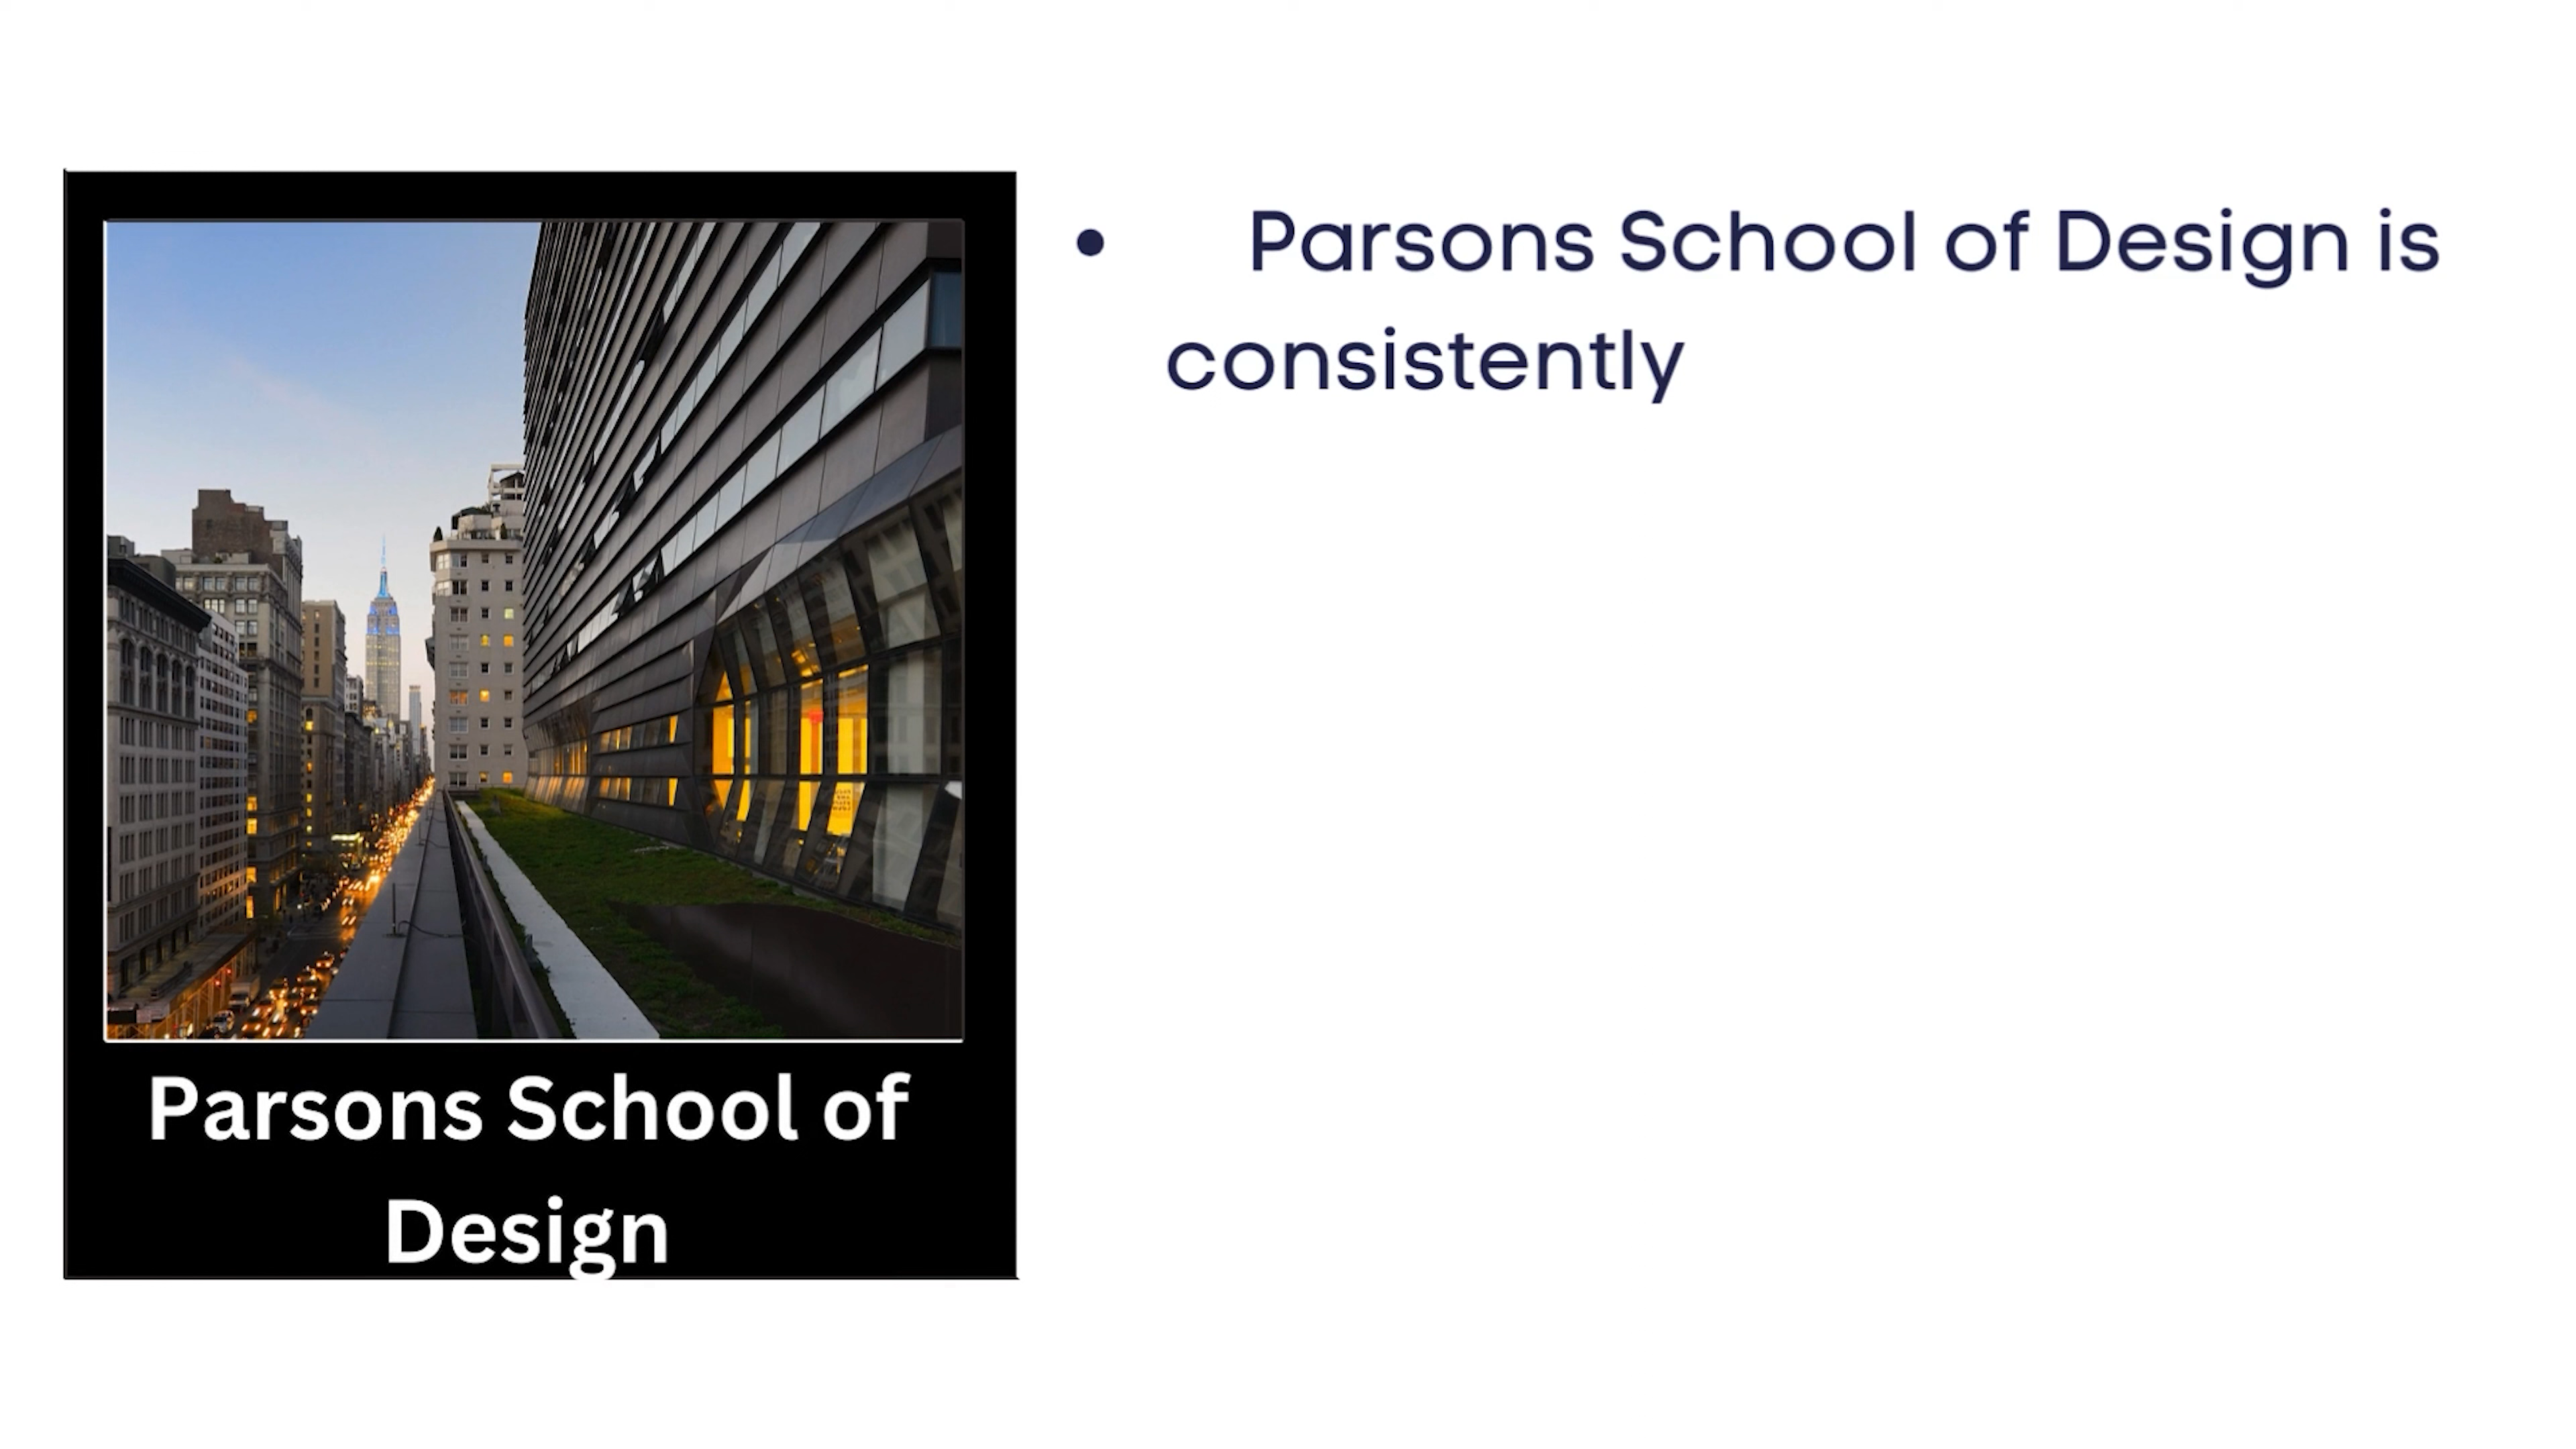 Parsons School of
Design
• Parsons School of Design is
consistently